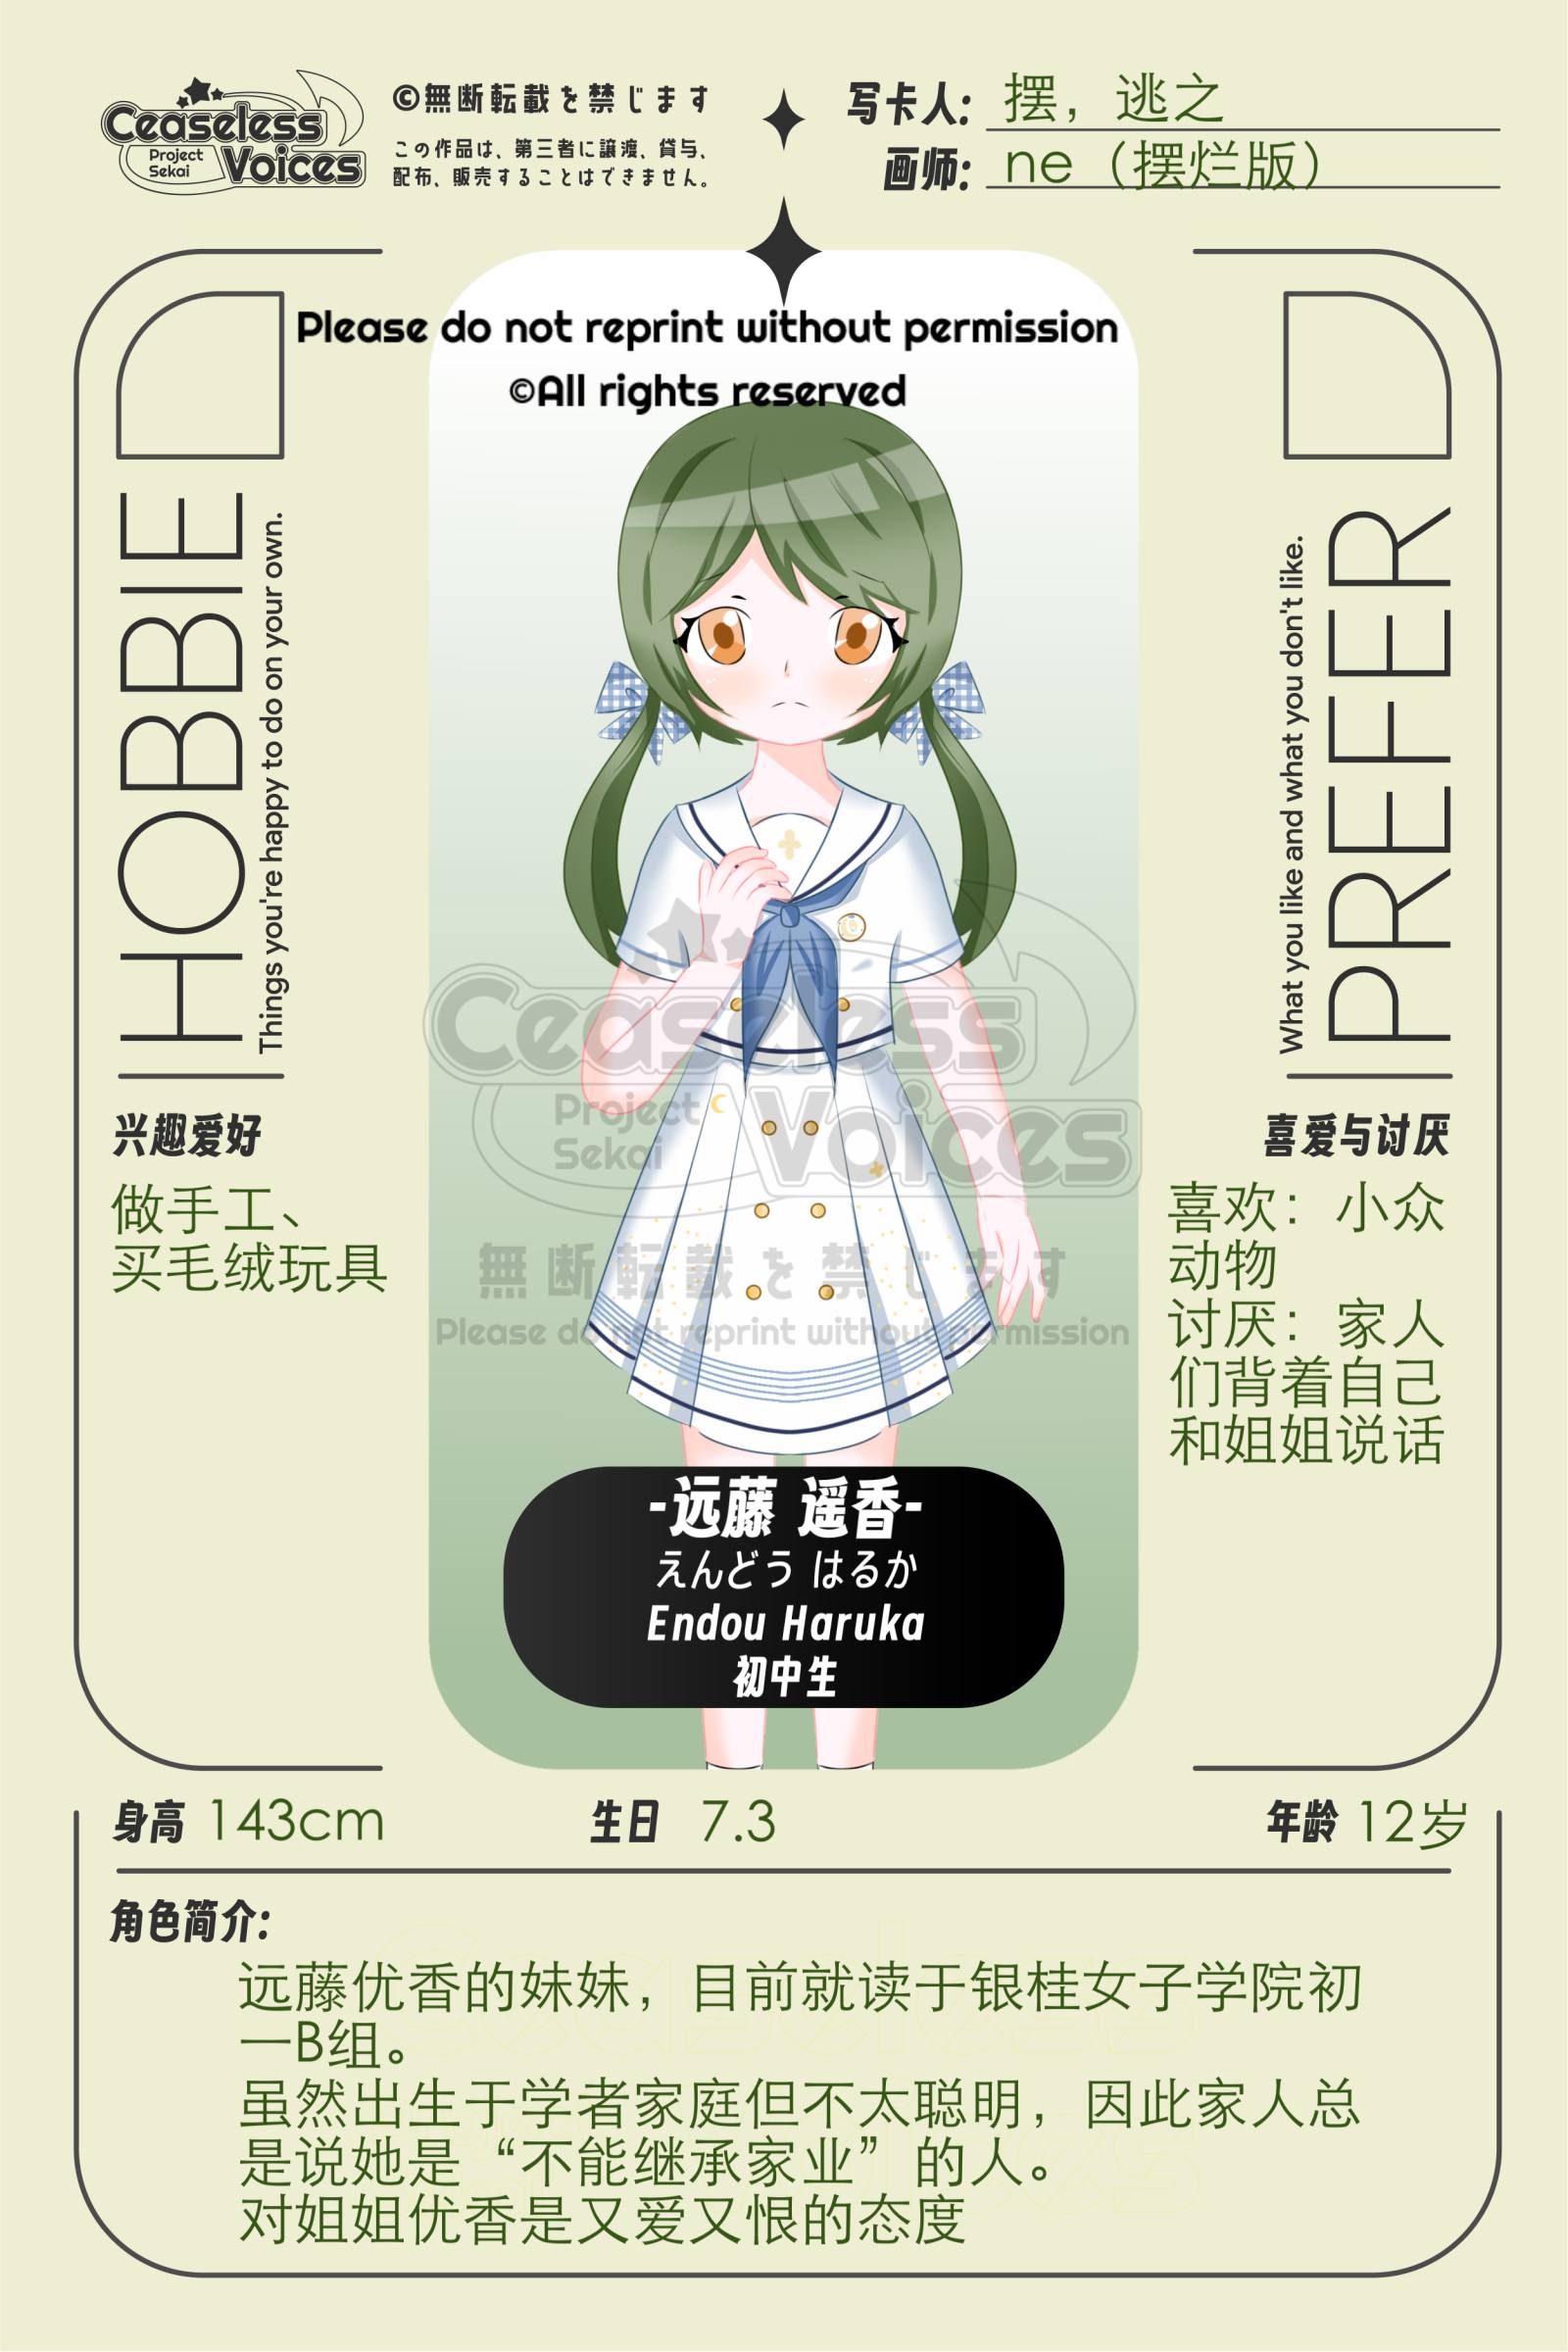 Ceaseless
Project
Sekai
Voices
©無断転載を禁じます
この作品は、第三者に譲渡、貸与、
配布、販売することはできません。
写卡人: 摆，逃之
画师: ne（摆烂版）
Please do not reprint without permission
©All rights reserved
HOBBIE
Things you're happy to do on your own.
兴趣爱好
做手工、
买毛绒玩具
PREFER
What you like and what you don't like.
喜爱与讨厌
喜欢：小众
动物
讨厌：家人
们背着自己
和姐姐说话
Ceaseless
Project
Sekai
Voices
無断転載を禁じます
Please do not reprint without permission
-远藤 遥香-
えんどう はるか
Endou Haruka
初中生
身高 143cm
生日 7.3
年龄 12岁
角色简介:
远藤优香的妹妹，目前就读于银桂女子学院初
一B组。
虽然出生于学者家庭但不太聪明，因此家人总
是说她是“不能继承家业”的人。
对姐姐优香是又爱又恨的态度